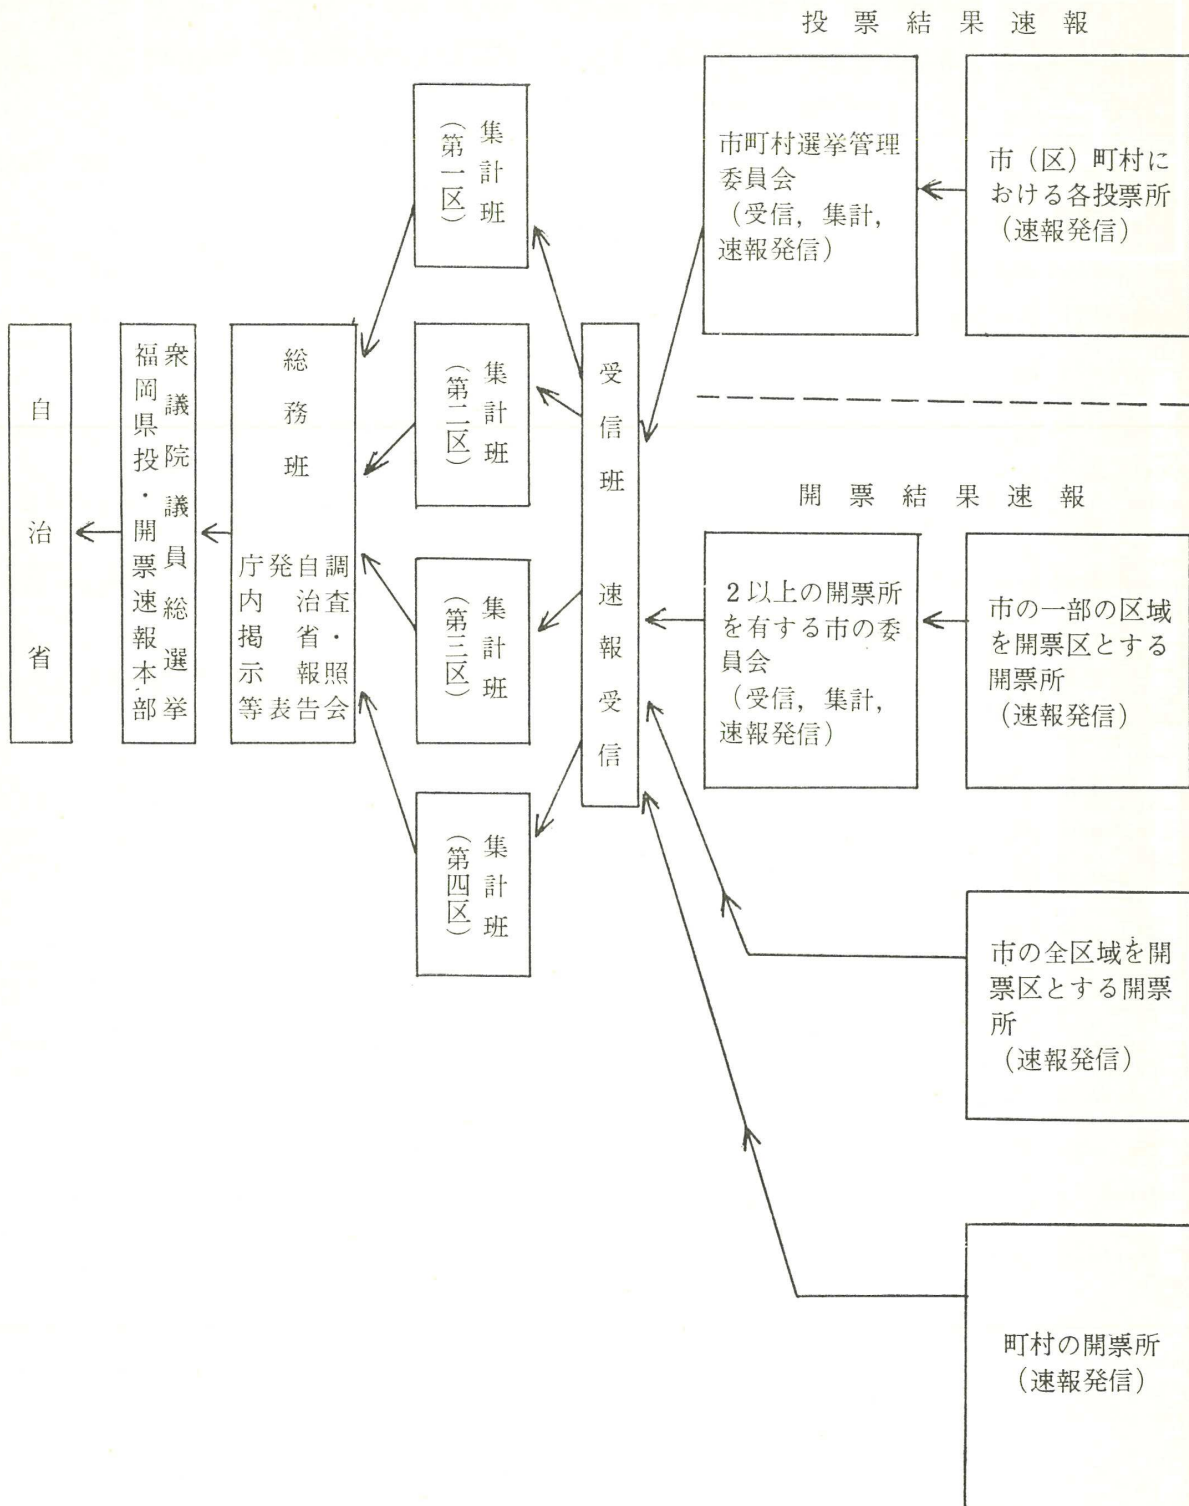 投票結果速報
市（区）町村に
おける各投票所
（速報発信）
市町村選挙管理
委員会
（受信，集計，
速報発信）
開票結果速報
市の一部の区域
を開票区とする
開票所
（速報発信）
2以上の開票所
を有する市の委
員会
（受信，集計，
速報発信）
市の全区域を開
票区とする開票
所
（速報発信）
町村の開票所
（速報発信）
受信班　速報受信
集計班
（第一区）
集計班
（第二区）
集計班
（第三区）
集計班
（第四区）
総務班
調査・照会
自治省報告
発表
庁内掲示等
衆議院議員総選挙
福岡県投・開票速報本部
自治省